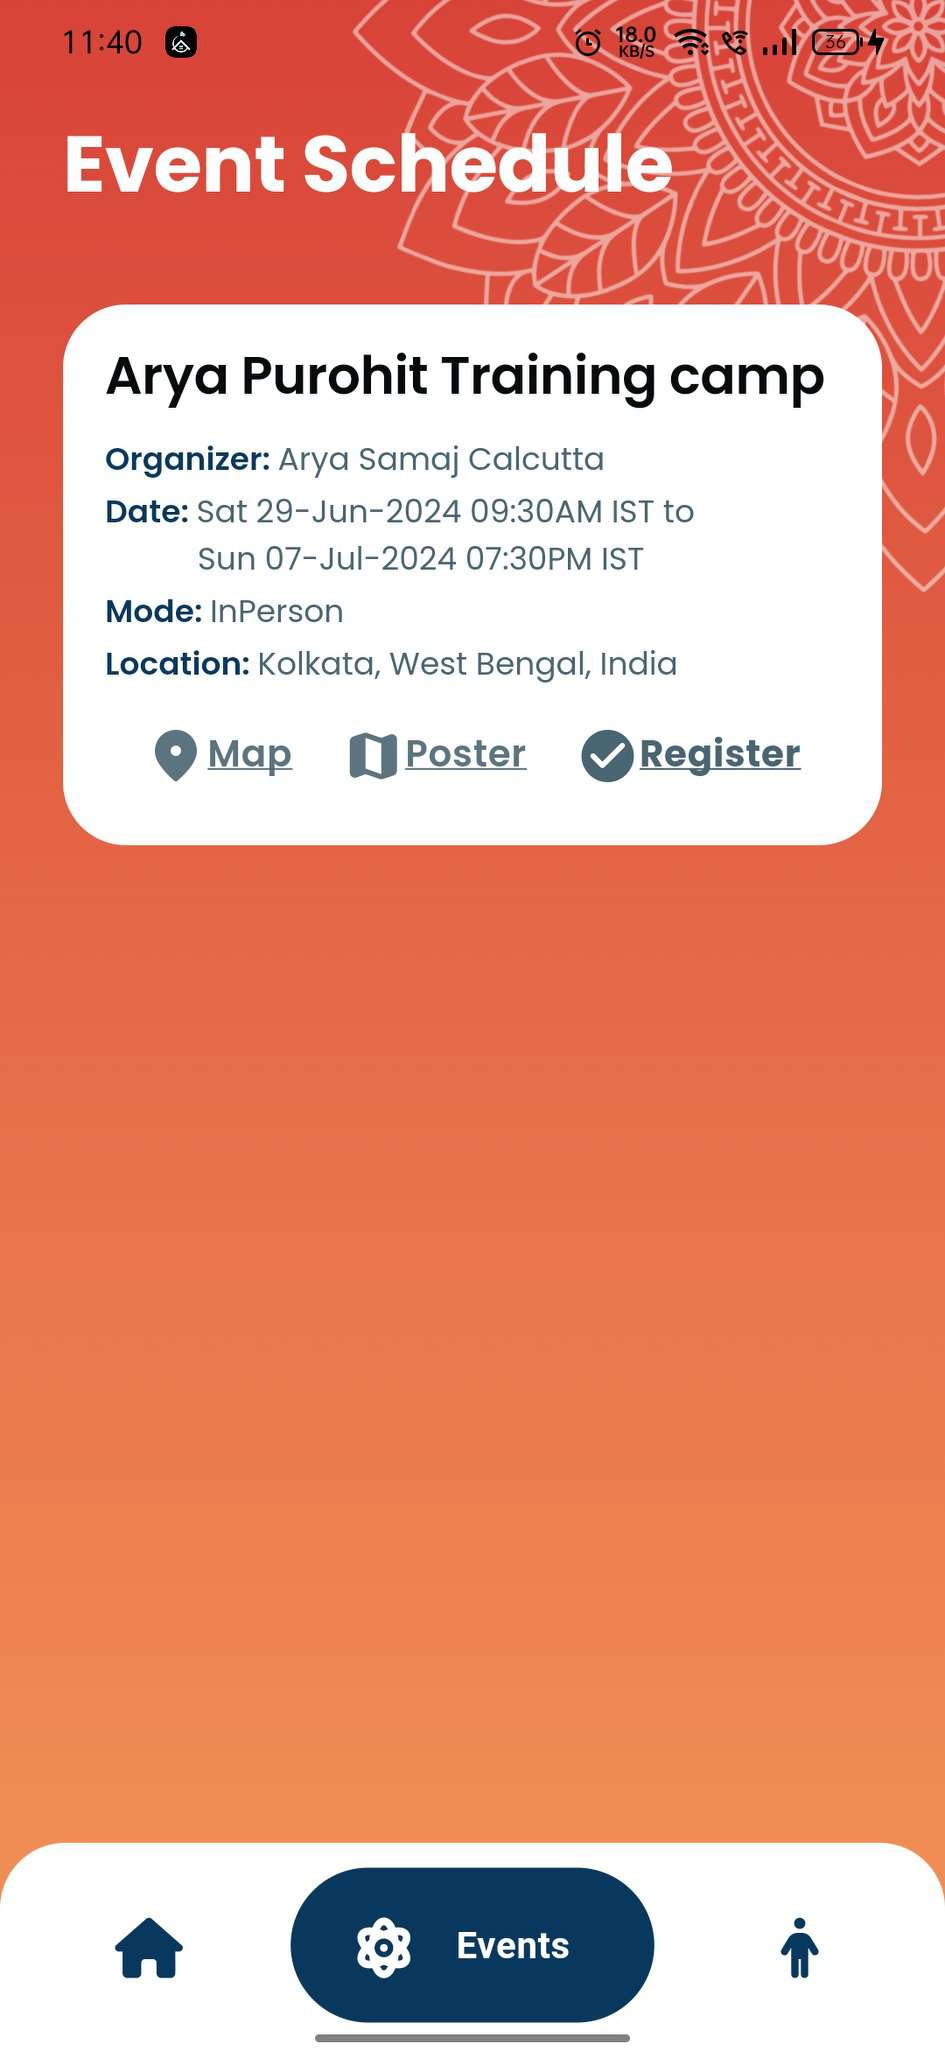 11:40
18.0
KB/S
36
Event Schedule
Arya Purohit Training camp
Organizer: Arya Samaj Calcutta
Date: Sat 29-Jun-2024 09:30AM IST to
Sun 07-Jul-2024 07:30PM IST
Mode: InPerson
Location: Kolkata, West Bengal, India
Map Poster Register
Events